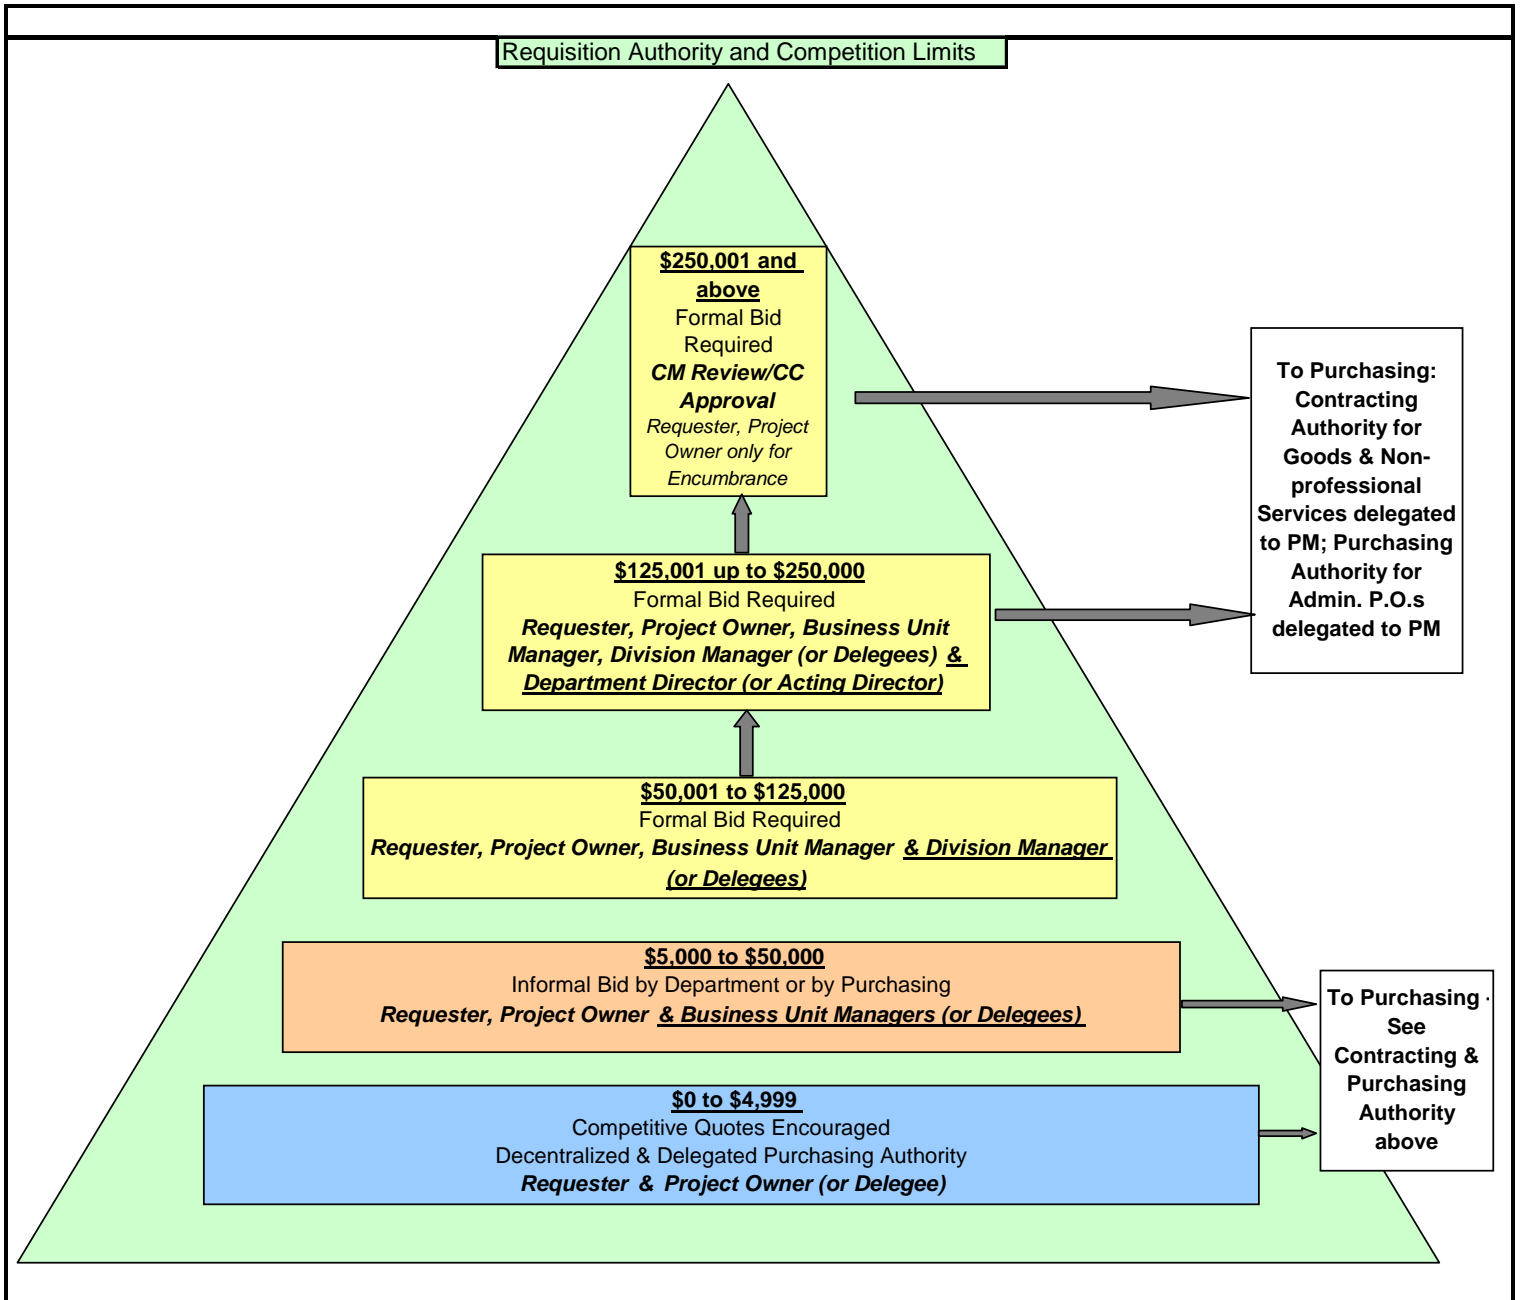 Requisition Authority and Competition Limits
$250,001 and
above
Formal Bid
Required
CM Review/CC
Approval
Requester, Project
Owner only for
Encumbrance
To Purchasing:
Contracting
Authority for
Goods & Non-
professional
Services delegated
to PM; Purchasing
Authority for
Admin. P.O.s
delegated to PM
$125,001 up to $250,000
Formal Bid Required
Requester, Project Owner, Business Unit
Manager, Division Manager (or Delegees) &
Department Director (or Acting Director)
$50,001 to $125,000
Formal Bid Required
Requester, Project Owner, Business Unit Manager & Division Manager
(or Delegees)
$5,000 to $50,000
Informal Bid by Department or by Purchasing
Requester, Project Owner & Business Unit Managers (or Delegees)
To Purchasing -
See
Contracting &
Purchasing
Authority
above
$0 to $4,999
Competitive Quotes Encouraged
Decentralized & Delegated Purchasing Authority
Requester & Project Owner (or Delegee)